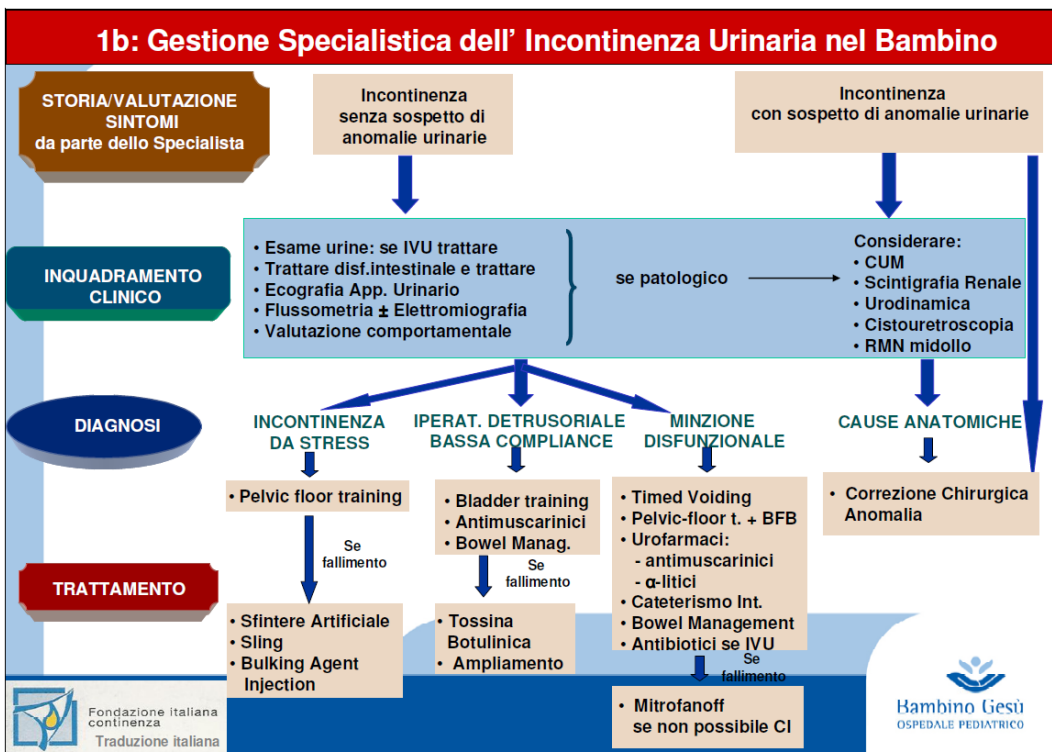 1b: Gestione Specialistica dell' Incontinenza Urinaria nel Bambino
STORIA/VALUTAZIONE
SINTOMI
da parte dello Specialista
Incontinenza
senza sospetto di
anomalie urinarie
Incontinenza
con sospetto di anomalie urinarie
INQUADRAMENTO
CLINICO
• Esame urine: se IVU trattare
• Trattare disf.intestinale e trattare
• Ecografia App. Urinario
• Flussometria ± Elettromiografia
• Valutazione comportamentale
se patologico
Considerare:
• CUM
• Scintigrafia Renale
• Urodinamica
• Cistouretroscopia
• RMN midollo
DIAGNOSI
INCONTINENZA
DA STRESS
IPERAT. DETRUSORIALE
BASSA COMPLIANCE
MINZIONE
DISFUNZIONALE
CAUSE ANATOMICHE
TRATTAMENTO
• Pelvic floor training
Se
fallimento
• Sfintere Artificiale
• Sling
• Bulking Agent
Injection
• Bladder training
• Antimuscarinici
• Bowel Manag.
Se
fallimento
• Tossina
Botulinica
• Ampliamento
• Timed Voiding
• Pelvic-floor t. + BFB
• Urofarmaci:
- antimuscarinici
- α-litici
• Cateterismo Int.
• Bowel Management
• Antibiotici se IVU
Se
fallimento
• Mitrofanoff
se non possibile CI
• Correzione Chirurgica
Anomalia
Fondazione italiana
continenza
Traduzione italiana
Bambino Gesù
OSPEDALE PEDIATRICO